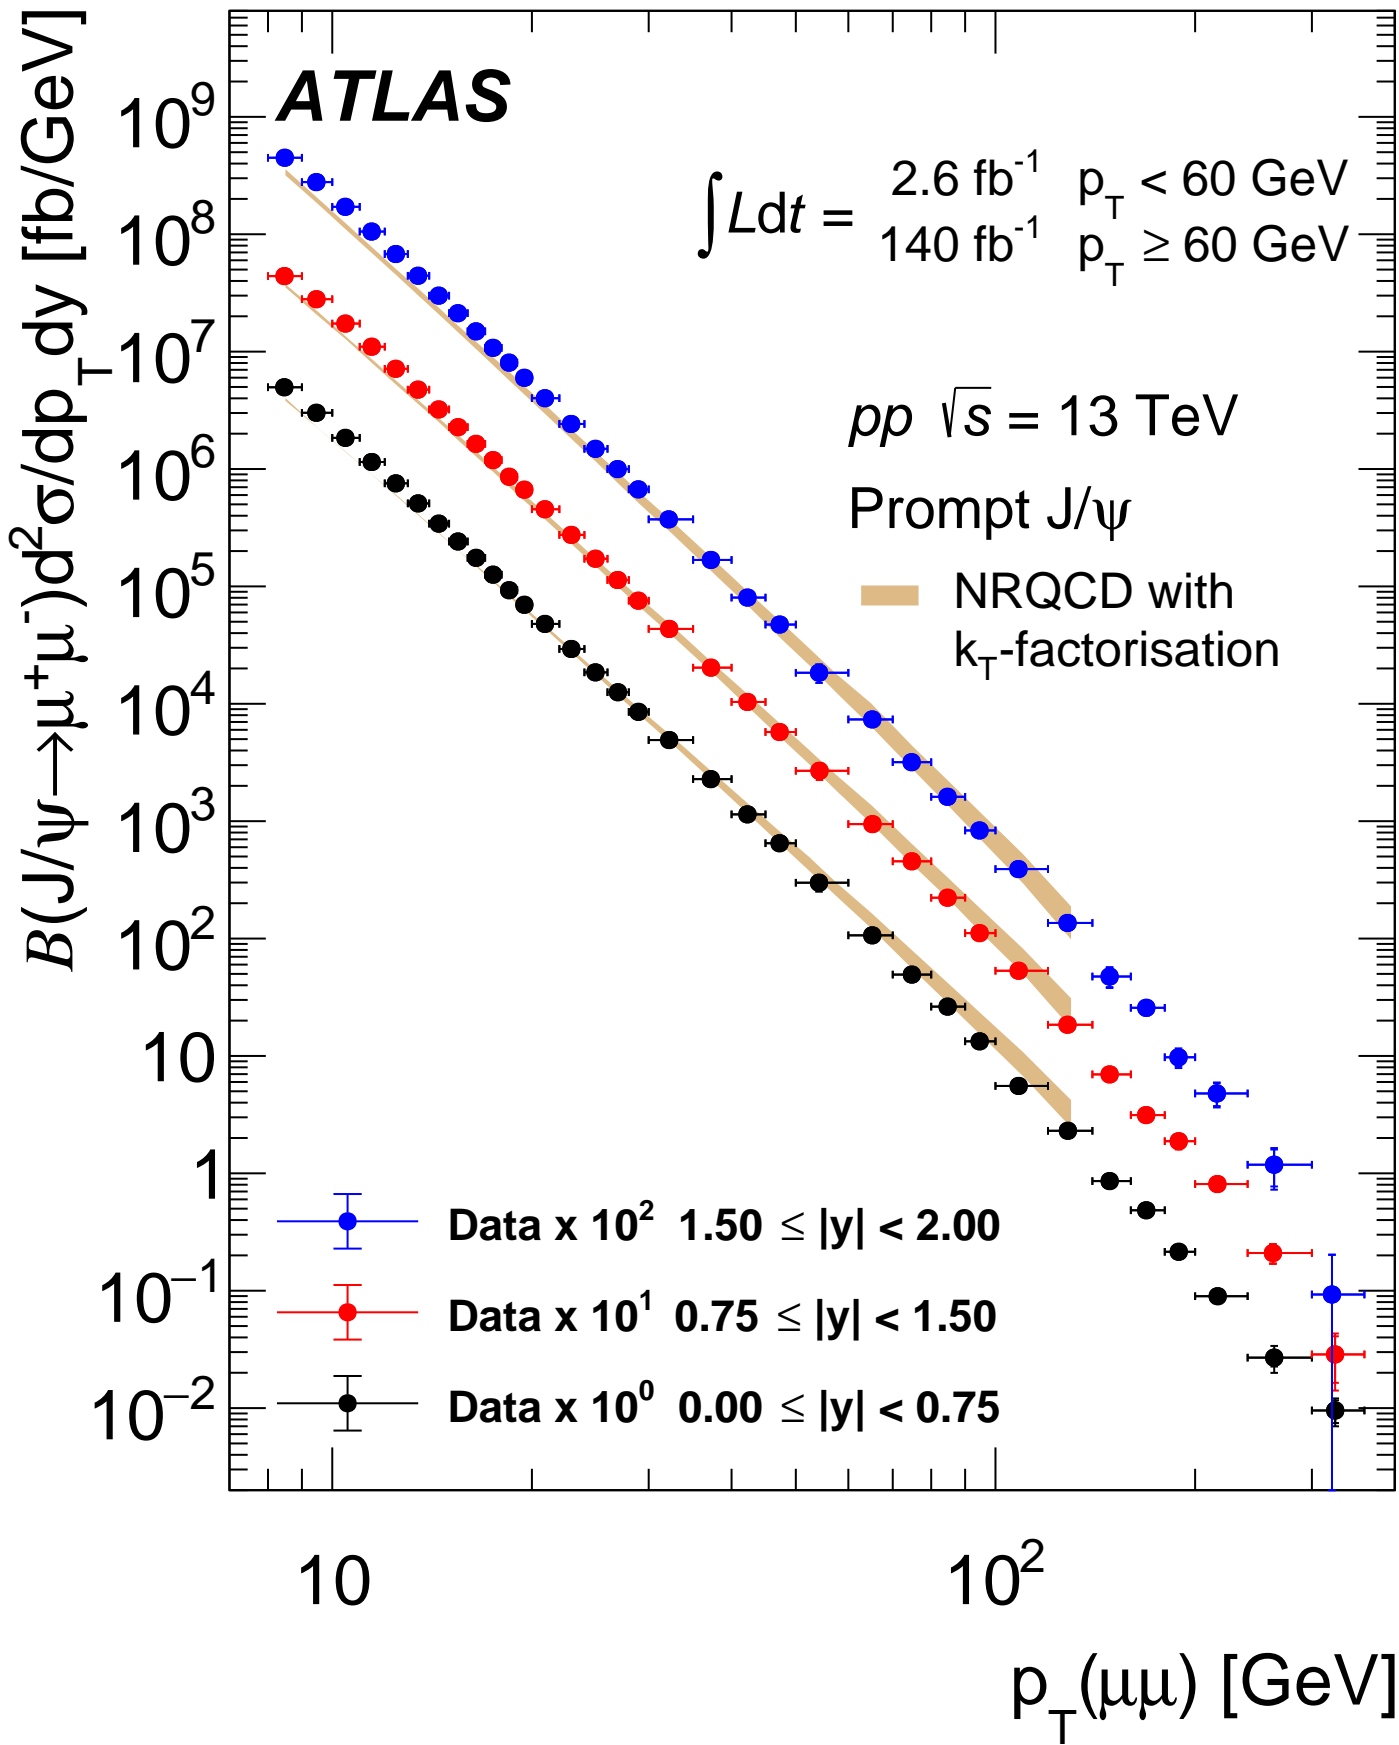 B(J/ψ→μ⁺μ⁻)d²σ/dp_T dy [fb/GeV]
ATLAS
∫Ldt = 2.6 fb⁻¹ p_T < 60 GeV
140 fb⁻¹ p_T ≥ 60 GeV
pp √s = 13 TeV
Prompt J/ψ
NRQCD with
k_T-factorisation
10⁹
10⁸
10⁷
10⁶
10⁵
10⁴
10³
10²
10
1
10⁻¹
10⁻²
Data x 10² 1.50 ≤ |y| < 2.00
Data x 10¹ 0.75 ≤ |y| < 1.50
Data x 10⁰ 0.00 ≤ |y| < 0.75
10 10²
p_T(μμ) [GeV]